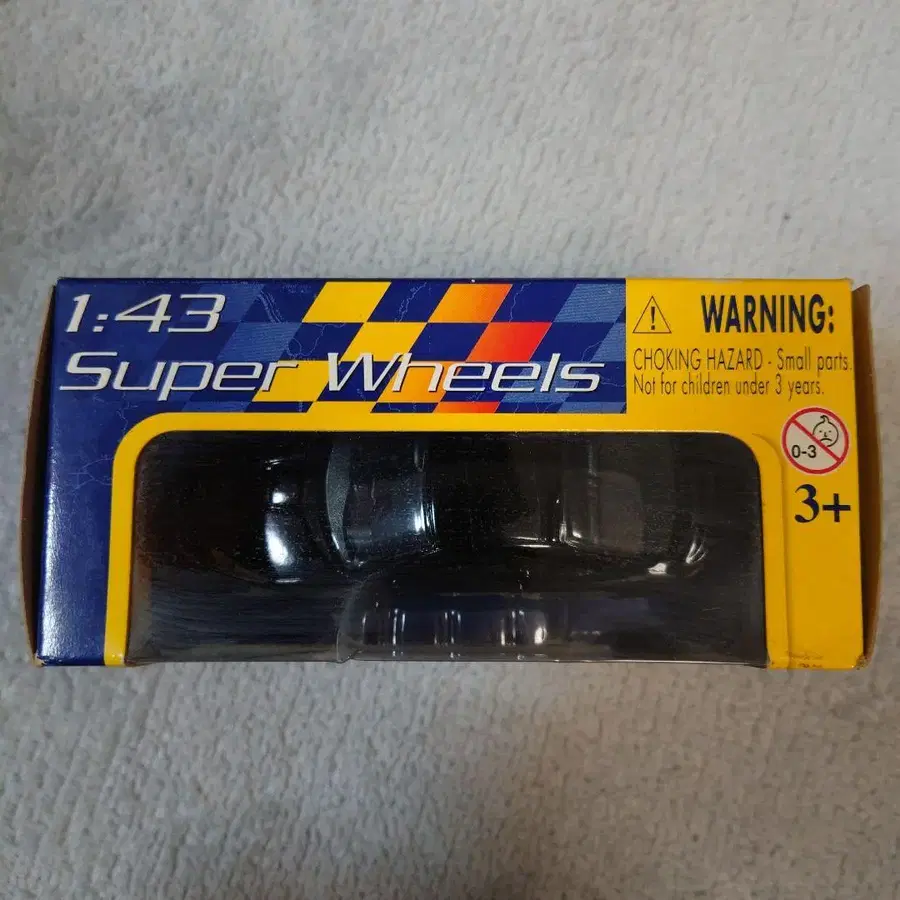 1:43
Super Wheels
WARNING:
CHOKING HAZARD - Small parts.
Not for children under 3 years.
0-3
3+